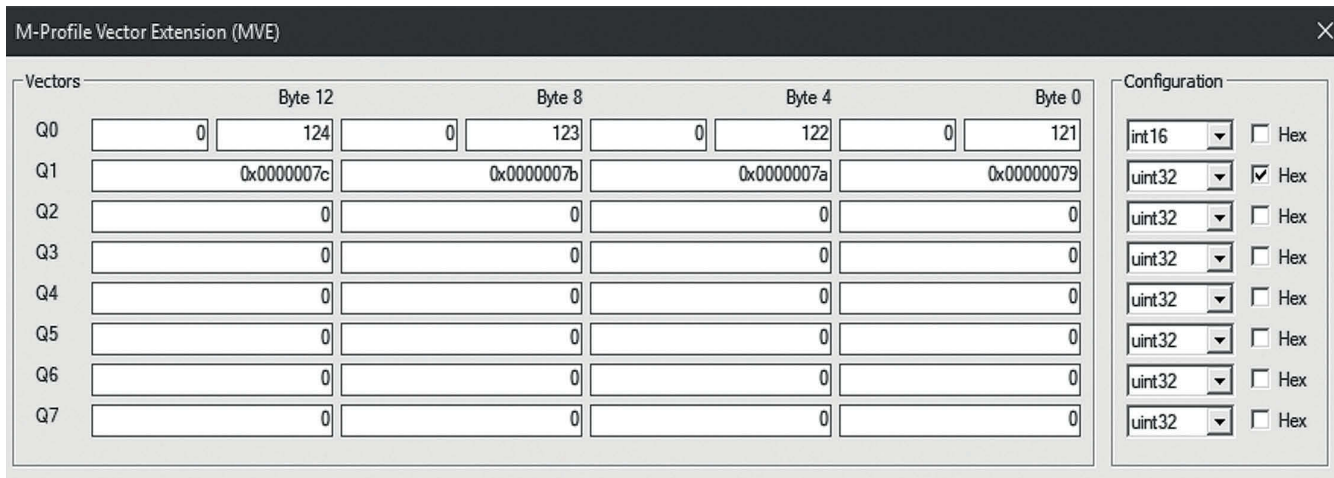 M-Profile Vector Extension (MVE)
Vectors Configuration
Byte 12 Byte 8 Byte 4 Byte 0
Q0 0 124 0 123 0 122 0 121 int16 Hex
Q1 0x0000007c 0x0000007b 0x0000007a 0x00000079 uint32 Hex
Q2 0 0 0 0 uint32 Hex
Q3 0 0 0 0 uint32 Hex
Q4 0 0 0 0 uint32 Hex
Q5 0 0 0 0 uint32 Hex
Q6 0 0 0 0 uint32 Hex
Q7 0 0 0 0 uint32 Hex